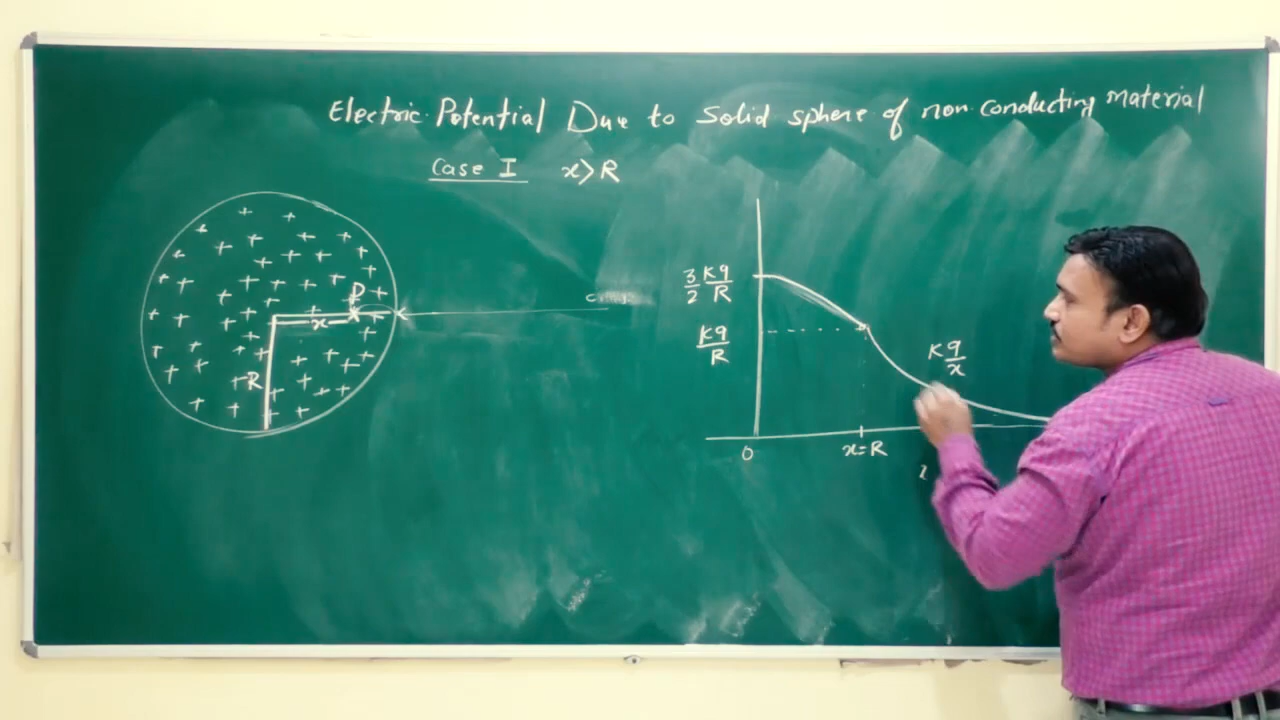 Electric Potential Due to Solid sphere of non conducting material
Case I x>R
P
x
R
3/2 Kq/R
Kq/R
Kq/x
0
x=R